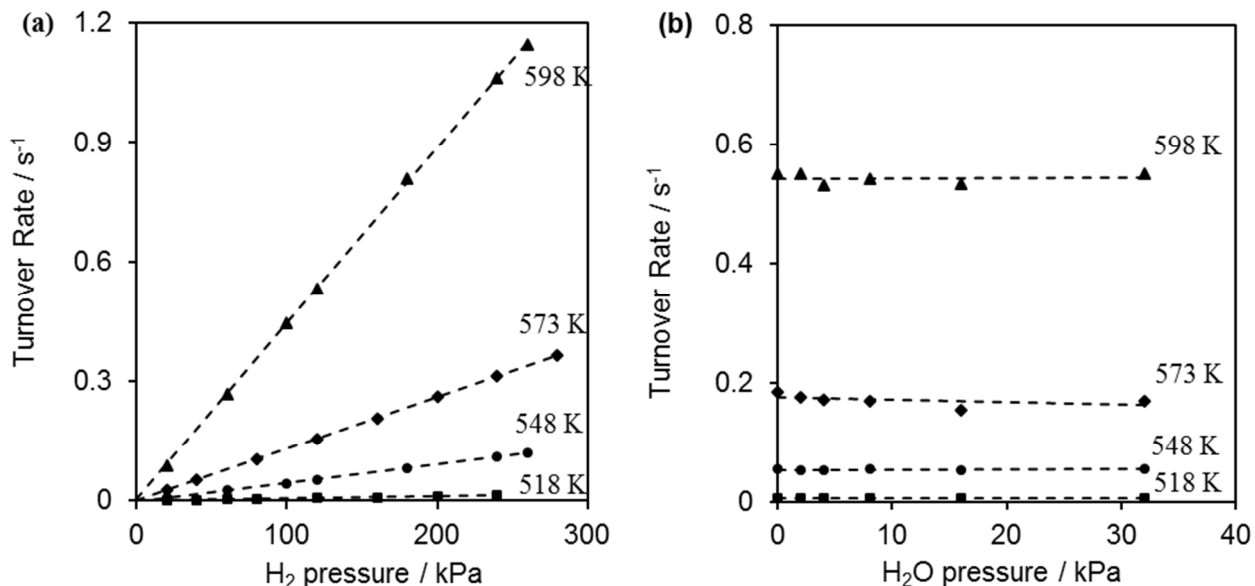 (a)
1.2
0.9
0.6
0.3
0
Turnover Rate / s⁻¹
598 K
573 K
548 K
518 K
0 100 200 300
H₂ pressure / kPa
(b)
0.8
0.6
0.4
0.2
0
Turnover Rate / s⁻¹
598 K
573 K
548 K
518 K
0 10 20 30 40
H₂O pressure / kPa